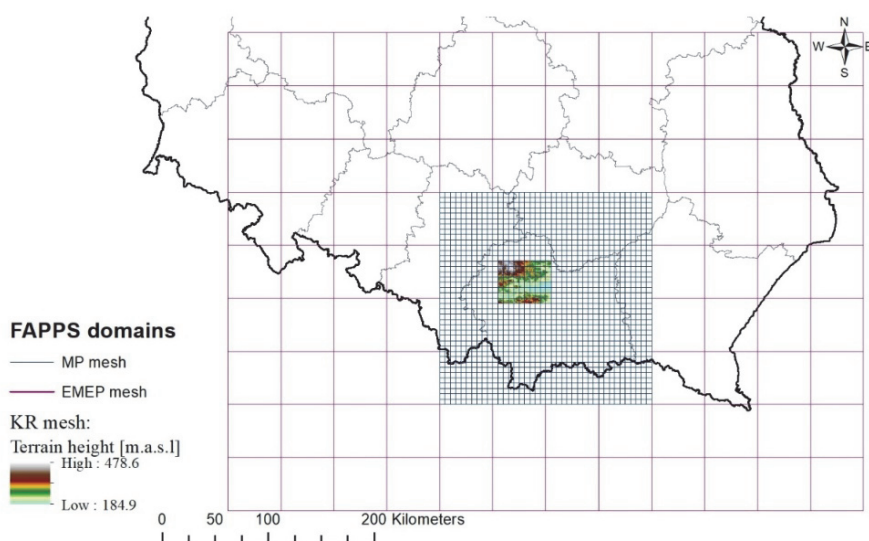 N
W E
S
FAPPS domains
MP mesh
EMEP mesh
KR mesh:
Terrain height [m.a.s.l]
High : 478.6
Low : 184.9
0 50 100 200 Kilometers